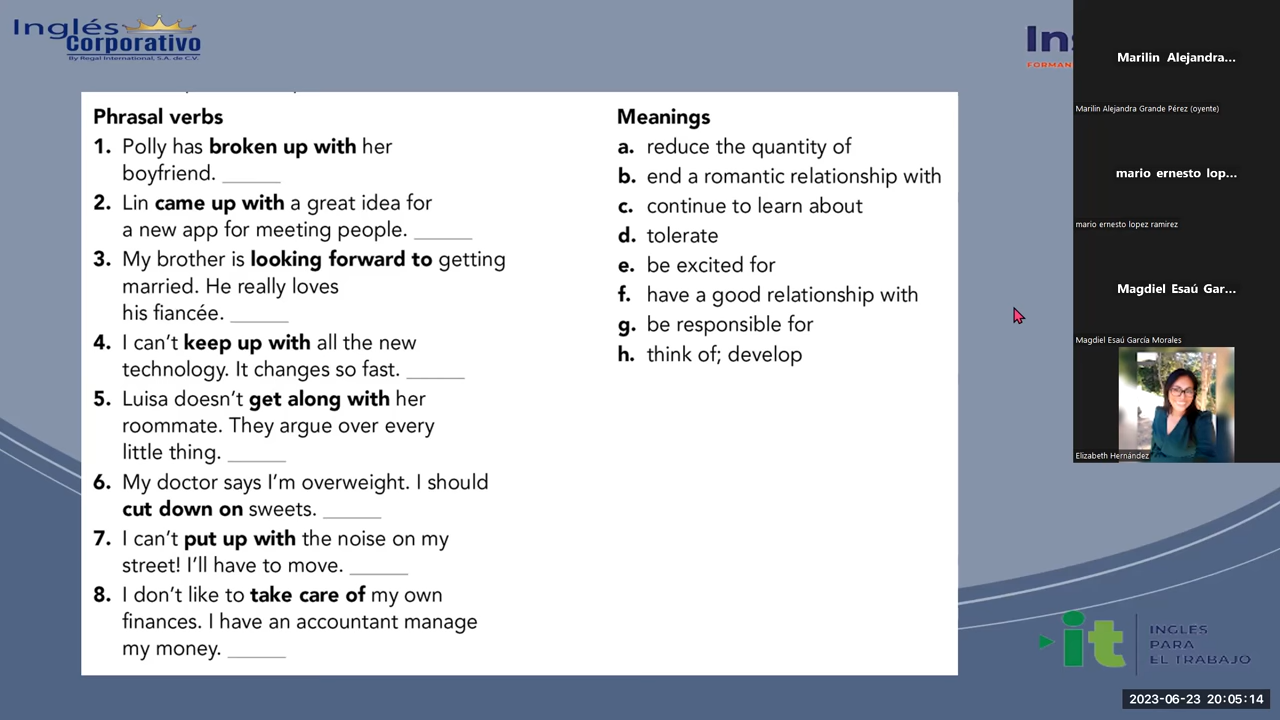 Inglés
Corporativo
By Regal International, S.A. de C.V.
In
FORMAN
Phrasal verbs
1. Polly has broken up with her
boyfriend. ______
2. Lin came up with a great idea for
a new app for meeting people. ______
3. My brother is looking forward to getting
married. He really loves
his fiancée. ______
4. I can't keep up with all the new
technology. It changes so fast. ______
5. Luisa doesn't get along with her
roommate. They argue over every
little thing. ______
6. My doctor says I'm overweight. I should
cut down on sweets. ______
7. I can't put up with the noise on my
street! I'll have to move. ______
8. I don't like to take care of my own
finances. I have an accountant manage
my money. ______
Meanings
a. reduce the quantity of
b. end a romantic relationship with
c. continue to learn about
d. tolerate
e. be excited for
f. have a good relationship with
g. be responsible for
h. think of; develop
Marilin Alejandra...
Marilin Alejandra Grande Pérez (oyente)
mario ernesto lop...
mario ernesto lopez ramirez
Magdiel Esaú Gar...
Magdiel Esaú García Morales
Elizabeth Hernández
it
INGLES
PARA
EL TRABAJO
2023-06-23 20:05:14